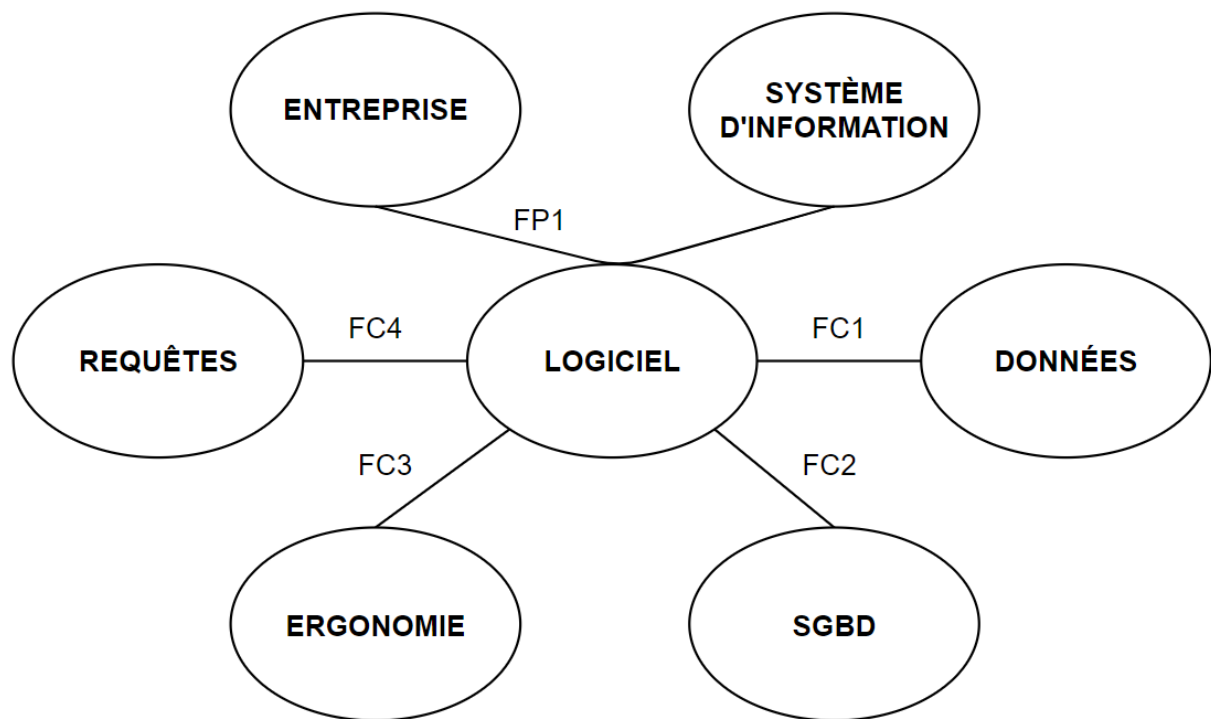 ENTREPRISE
SYSTÈME
D'INFORMATION
FP1
REQUÊTES
FC4
LOGICIEL
FC1
DONNÉES
FC3
FC2
ERGONOMIE
SGBD